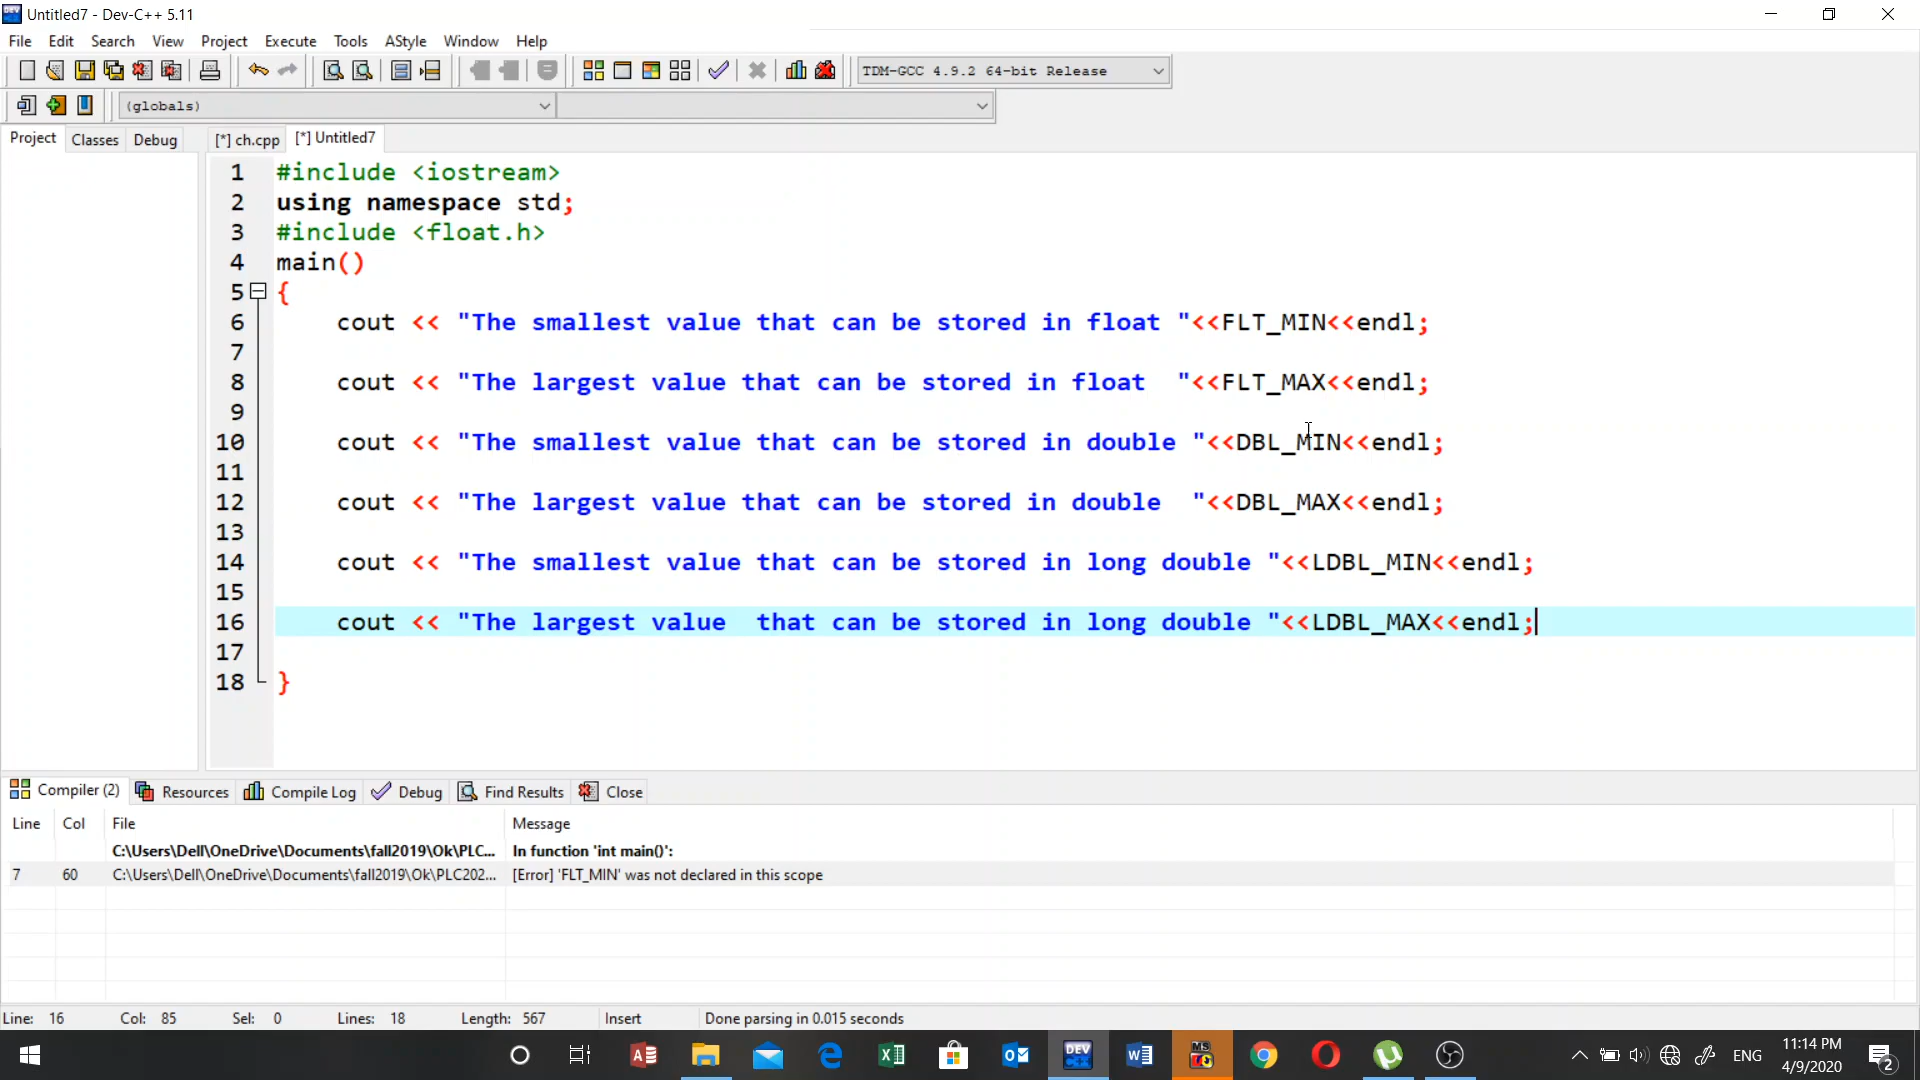 Untitled7 - Dev-C++ 5.11
File Edit Search View Project Execute Tools AStyle Window Help
TDM-GCC 4.9.2 64-bit Release
(globals)
Project Classes Debug [*] ch.cpp [*] Untitled7
1 #include <iostream>
2 using namespace std;
3 #include <float.h>
4 main()
5 {
6 cout << "The smallest value that can be stored in float "<<FLT_MIN<<endl;
7
8 cout << "The largest value that can be stored in float  "<<FLT_MAX<<endl;
9
10 cout << "The smallest value that can be stored in double "<<DBL_MIN<<endl;
11
12 cout << "The largest value that can be stored in double  "<<DBL_MAX<<endl;
13
14 cout << "The smallest value that can be stored in long double "<<LDBL_MIN<<endl;
15
16 cout << "The largest value  that can be stored in long double "<<LDBL_MAX<<endl;
17
18 }
Compiler (2) Resources Compile Log Debug Find Results Close
Line Col File Message
C:\Users\Dell\OneDrive\Documents\fall2019\Ok\PLC... In function 'int main()':
7 60 C:\Users\Dell\OneDrive\Documents\fall2019\Ok\PLC202... [Error] 'FLT_MIN' was not declared in this scope
Line: 16 Col: 85 Sel: 0 Lines: 18 Length: 567 Insert Done parsing in 0.015 seconds
ENG 11:14 PM
4/9/2020 2